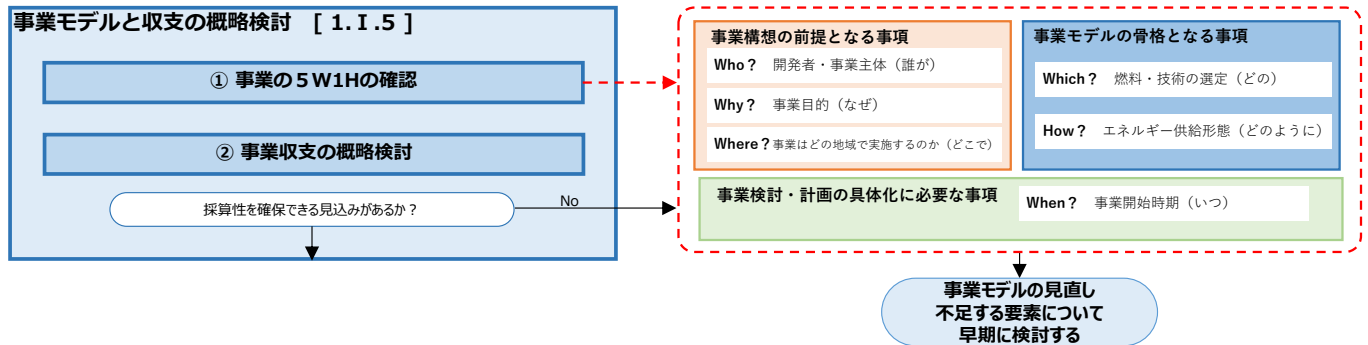 事業モデルと収支の概略検討 [ 1.Ⅰ.5 ]
① 事業の5W1Hの確認
② 事業収支の概略検討
採算性を確保できる見込みがあるか？
No
事業構想の前提となる事項
Who？ 開発者・事業主体（誰が）
Why？ 事業目的（なぜ）
Where？事業はどの地域で実施するのか（どこで）
事業モデルの骨格となる事項
Which？ 燃料・技術の選定（どの）
How？ エネルギー供給形態（どのように）
事業検討・計画の具体化に必要な事項
When？ 事業開始時期（いつ）
事業モデルの見直し
不足する要素について
早期に検討する